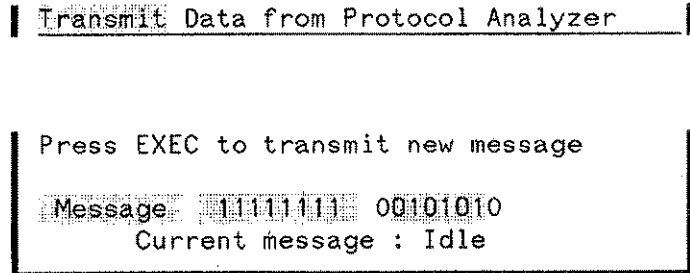 Transmit Data from Protocol Analyzer
Press EXEC to transmit new message
Message 11111111 00101010
Current message : Idle